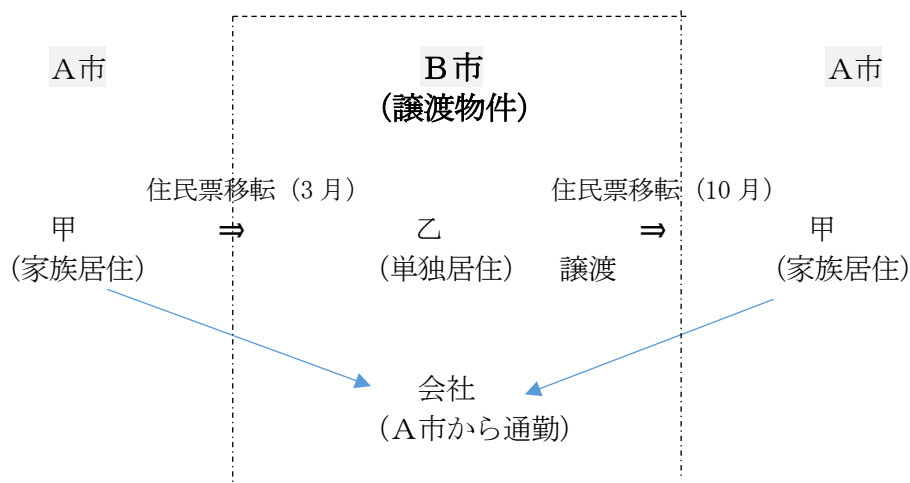 A市 B市 A市
(譲渡物件)
住民票移転(3月) 住民票移転(10月)
甲 ⇒ 乙 ⇒ 甲
(家族居住) (単独居住) 譲渡 (家族居住)
会社
(A市から通勤)